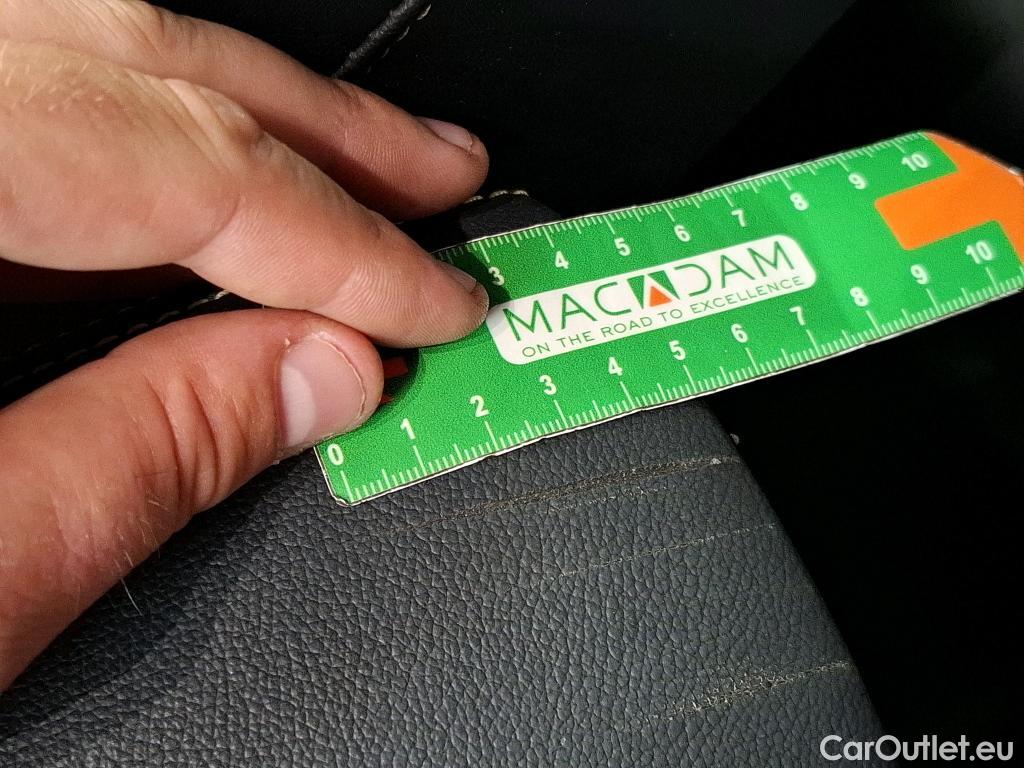 3 4 5 6 7 8 9 10
MACADAM
ON THE ROAD TO EXCELLENCE
0 1 2 3 4 5 6 7 8 9 10
CarOutlet.eu